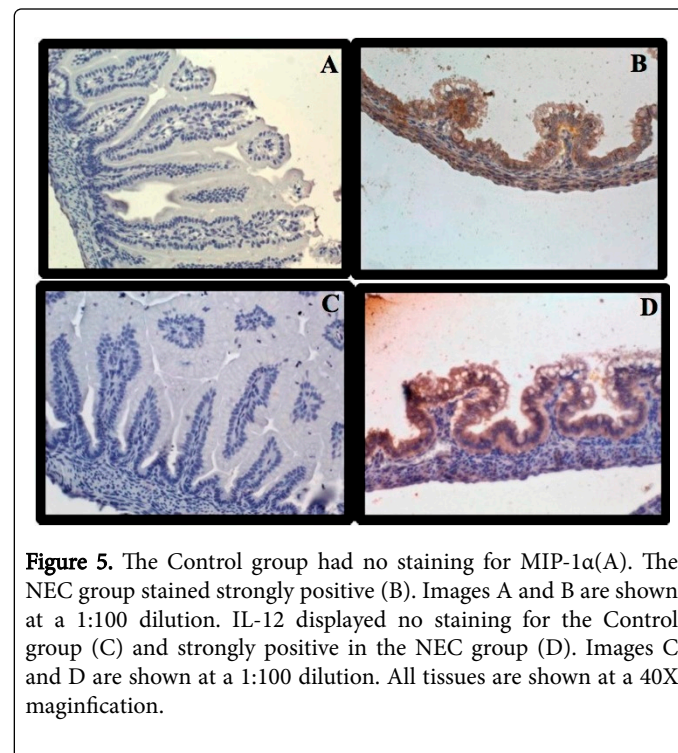 A
B
C
D
Figure 5. The Control group had no staining for MIP-1α(A). The
NEC group stained strongly positive (B). Images A and B are shown
at a 1:100 dilution. IL-12 displayed no staining for the Control
group (C) and strongly positive in the NEC group (D). Images C
and D are shown at a 1:100 dilution. All tissues are shown at a 40X
maginfication.